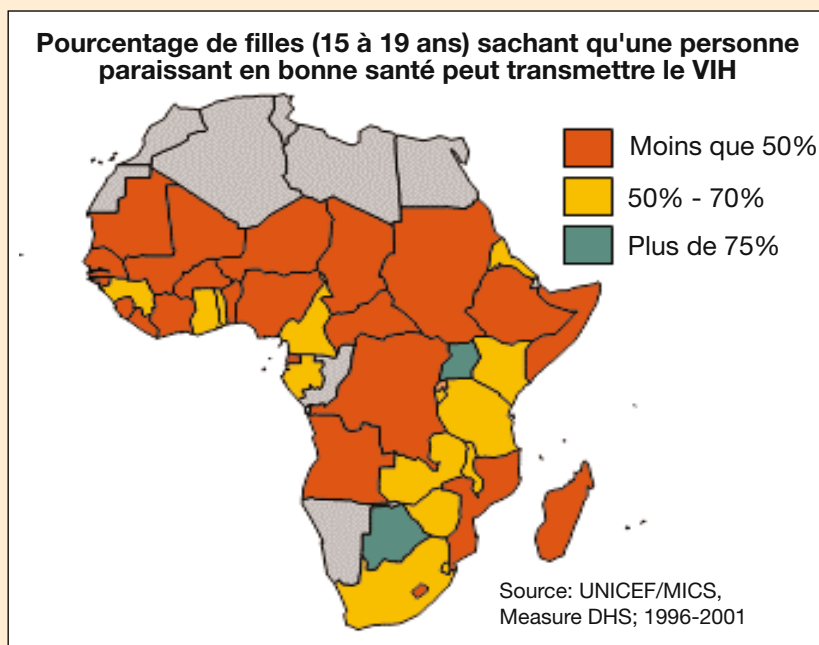 Pourcentage de filles (15 à 19 ans) sachant qu'une personne
paraissant en bonne santé peut transmettre le VIH
Moins que 50%
50% - 70%
Plus de 75%
Source: UNICEF/MICS,
Measure DHS; 1996-2001